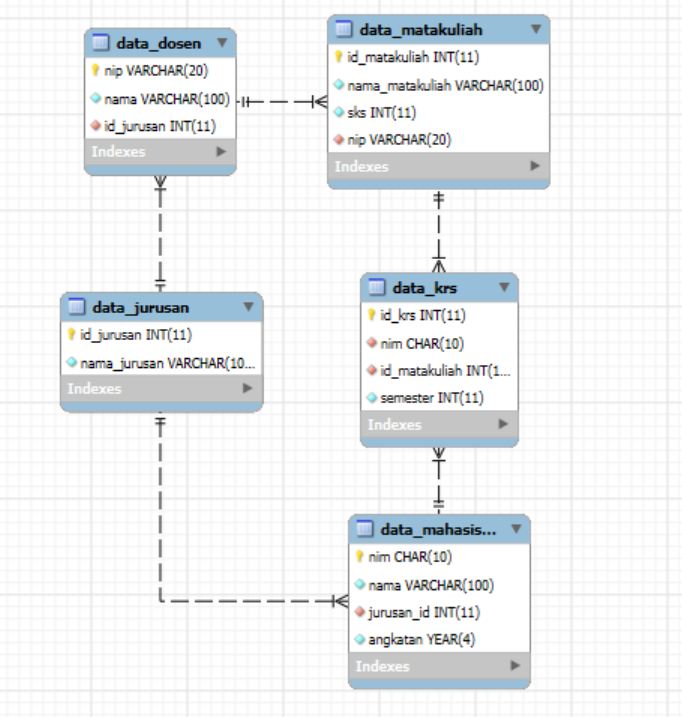 data_dosen
nip VARCHAR(20)
nama VARCHAR(100)
id_jurusan INT(11)
Indexes
data_matakuliah
id_matakuliah INT(11)
nama_matakuliah VARCHAR(100)
sks INT(11)
nip VARCHAR(20)
Indexes
data_jurusan
id_jurusan INT(11)
nama_jurusan VARCHAR(10...
Indexes
data_krs
id_krs INT(11)
nim CHAR(10)
id_matakuliah INT(1...
semester INT(11)
Indexes
data_mahasis...
nim CHAR(10)
nama VARCHAR(100)
jurusan_id INT(11)
angkatan YEAR(4)
Indexes